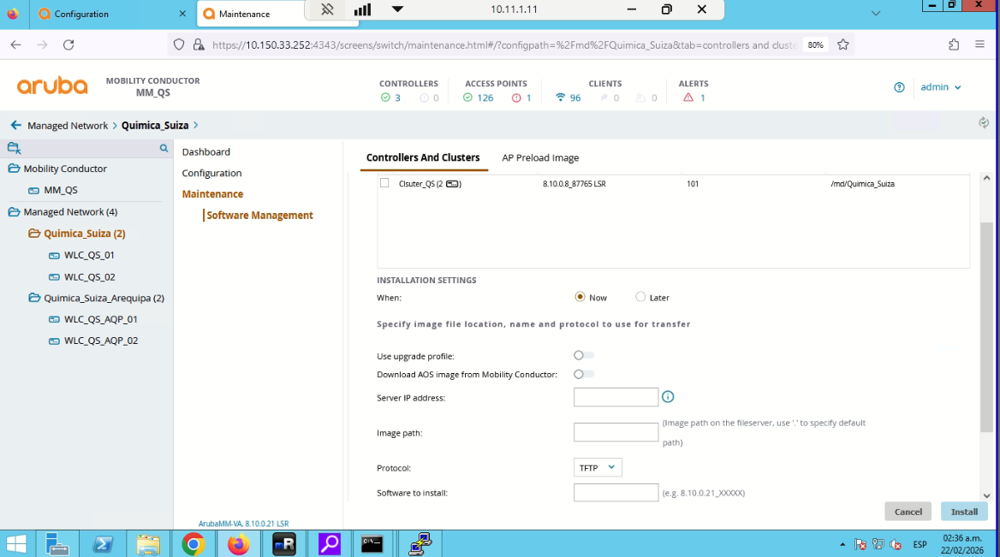 Configuration
Maintenance
10.11.1.11
https://10.150.33.252:4343/screens/switch/maintenance.html#/?configpath=%2Fmd%2FQuimica_Suiza&tab=controllers and cluste
80%
aruba
MOBILITY CONDUCTOR
MM_QS
CONTROLLERS
3 0
ACCESS POINTS
126 1
CLIENTS
96 0 0
ALERTS
1
admin
Managed Network > Quimica_Suiza >
Mobility Conductor
MM_QS
Managed Network (4)
Quimica_Suiza (2)
WLC_QS_01
WLC_QS_02
Quimica_Suiza_Arequipa (2)
WLC_QS_AQP_01
WLC_QS_AQP_02
Dashboard
Configuration
Maintenance
Software Management
ArubaMM-VA, 8.10.0.21 LSR
Controllers And Clusters
AP Preload Image
Clsuter_QS (2 ) 8.10.0.8_87765 LSR 101 /md/Quimica_Suiza
INSTALLATION SETTINGS
When: Now Later
Specify image file location, name and protocol to use for transfer
Use upgrade profile:
Download AOS image from Mobility Conductor:
Server IP address:
Image path: (Image path on the fileserver, use '.' to specify default
path)
Protocol: TFTP
Software to install: (e.g. 8.10.0.21_XXXXX)
Cancel Install
ESP
02:36 a.m.
22/02/2026